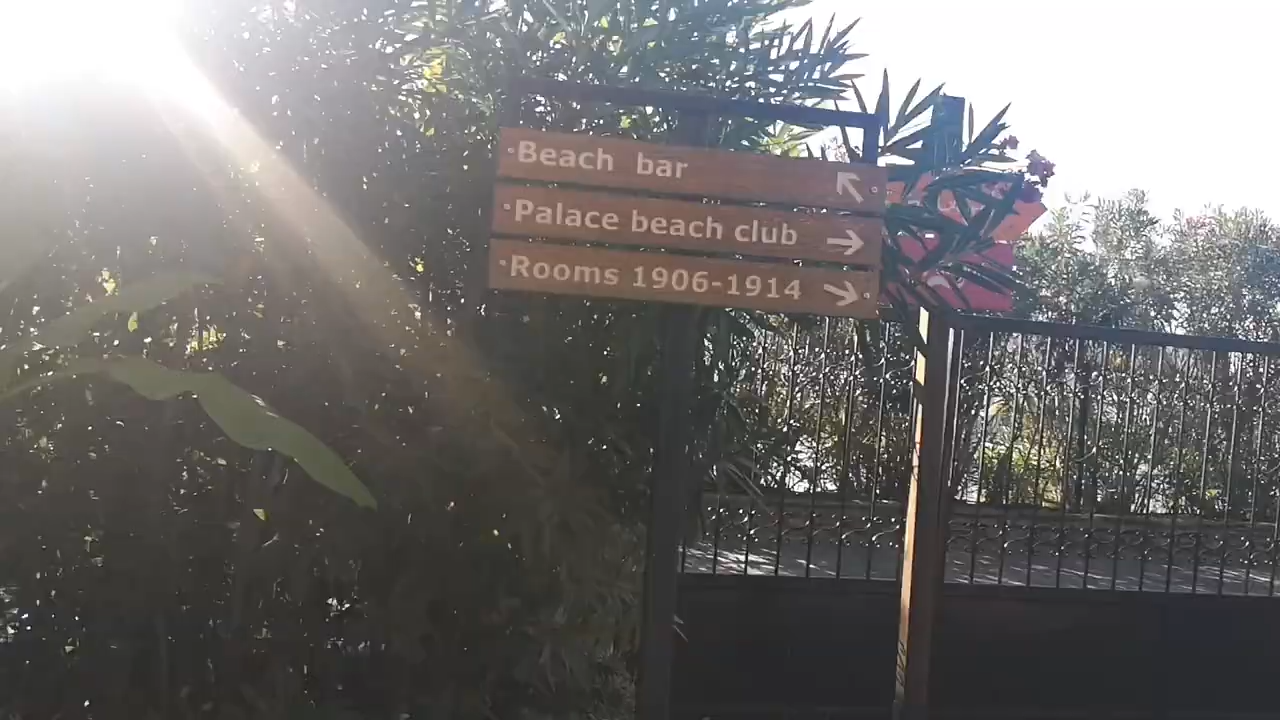 ·Beach bar ↖
·Palace beach club →
·Rooms 1906-1914 ↘